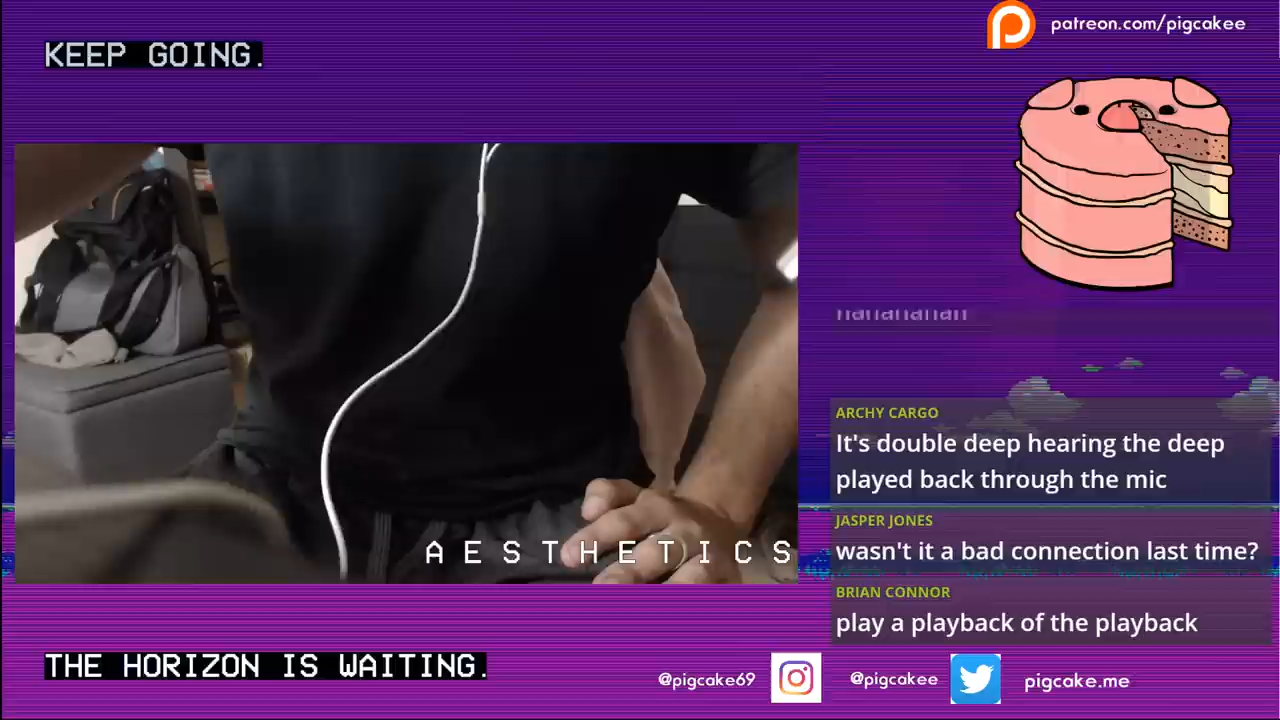 KEEP GOING.
patreon.com/pigcakee
hahahahah
ARCHY CARGO
It's double deep hearing the deep
played back through the mic
JASPER JONES
wasn't it a bad connection last time?
BRIAN CONNOR
play a playback of the playback
AESTHETICS
THE HORIZON IS WAITING.
@pigcake69
@pigcakee
pigcake.me